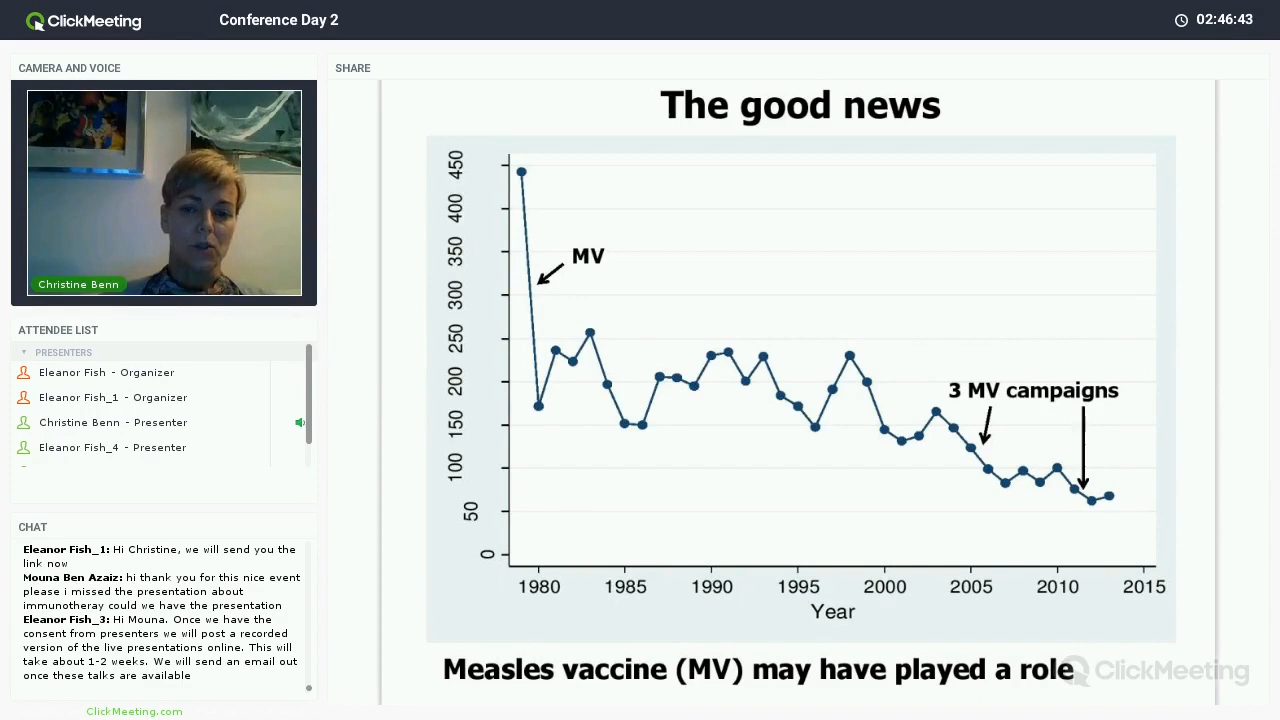 ClickMeeting
Conference Day 2
02:46:43
CAMERA AND VOICE
Christine Benn
ATTENDEE LIST
PRESENTERS
Eleanor Fish - Organizer
Eleanor Fish_1 - Organizer
Christine Benn - Presenter
Eleanor Fish_4 - Presenter
CHAT
Eleanor Fish_1: Hi Christine, we will send you the
link now
Mouna Ben Azaiz: hi thank you for this nice event
please i missed the presentation about
immunotheray could we have the presentation
Eleanor Fish_3: Hi Mouna. Once we have the
consent from presenters we will post a recorded
version of the live presentations online. This will
take about 1-2 weeks. We will send an email out
once these talks are available
ClickMeeting.com
SHARE
The good news
450
400
350
300
250
200
150
100
50
0
MV
3 MV campaigns
1980 1985 1990 1995 2000 2005 2010 2015
Year
Measles vaccine (MV) may have played a role
ClickMeeting